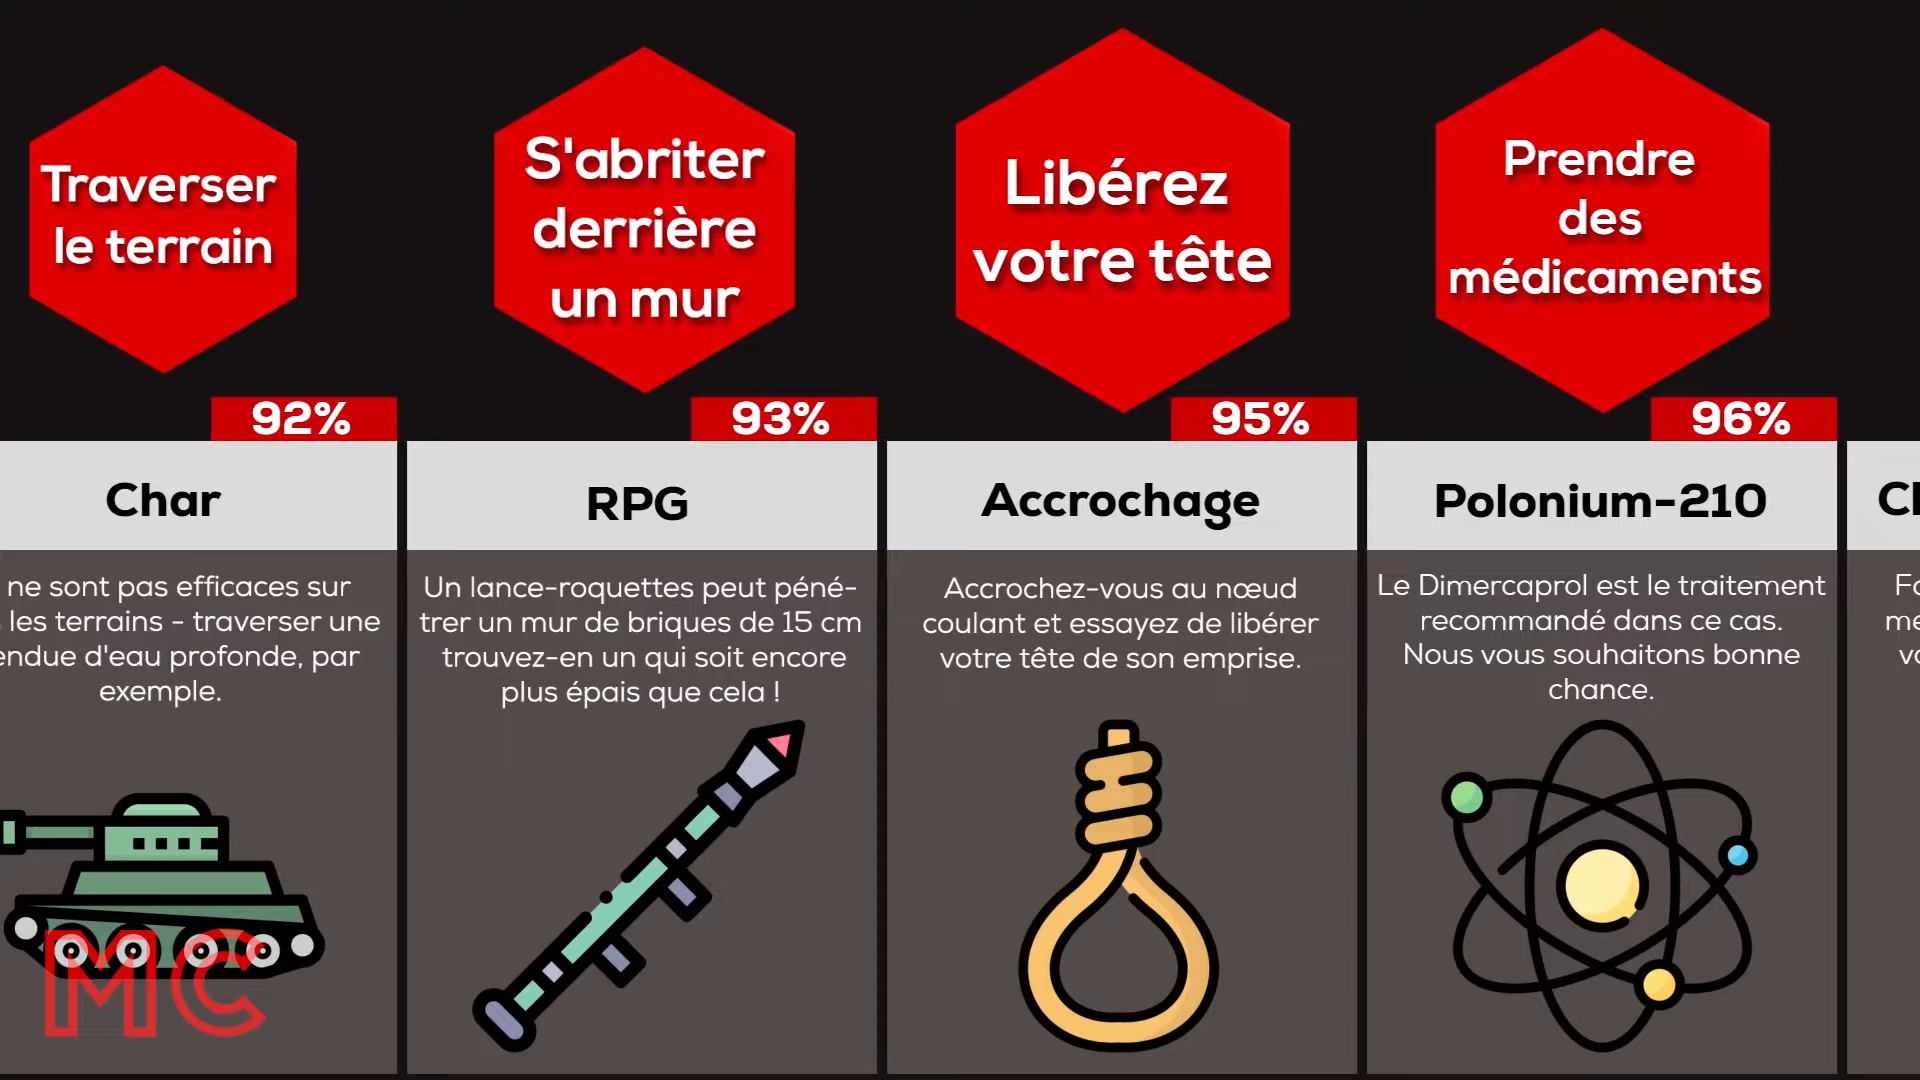 Traverser
le terrain
92%
Char
ne sont pas efficaces sur
les terrains - traverser une
endue d'eau profonde, par
exemple.
S'abriter
derrière
un mur
93%
RPG
Un lance-roquettes peut péné-
trer un mur de briques de 15 cm
trouvez-en un qui soit encore
plus épais que cela !
Libérez
votre tête
95%
Accrochage
Accrochez-vous au nœud
coulant et essayez de libérer
votre tête de son emprise.
Prendre
des
médicaments
96%
Polonium-210
Le Dimercaprol est le traitement
recommandé dans ce cas.
Nous vous souhaitons bonne
chance.
MC